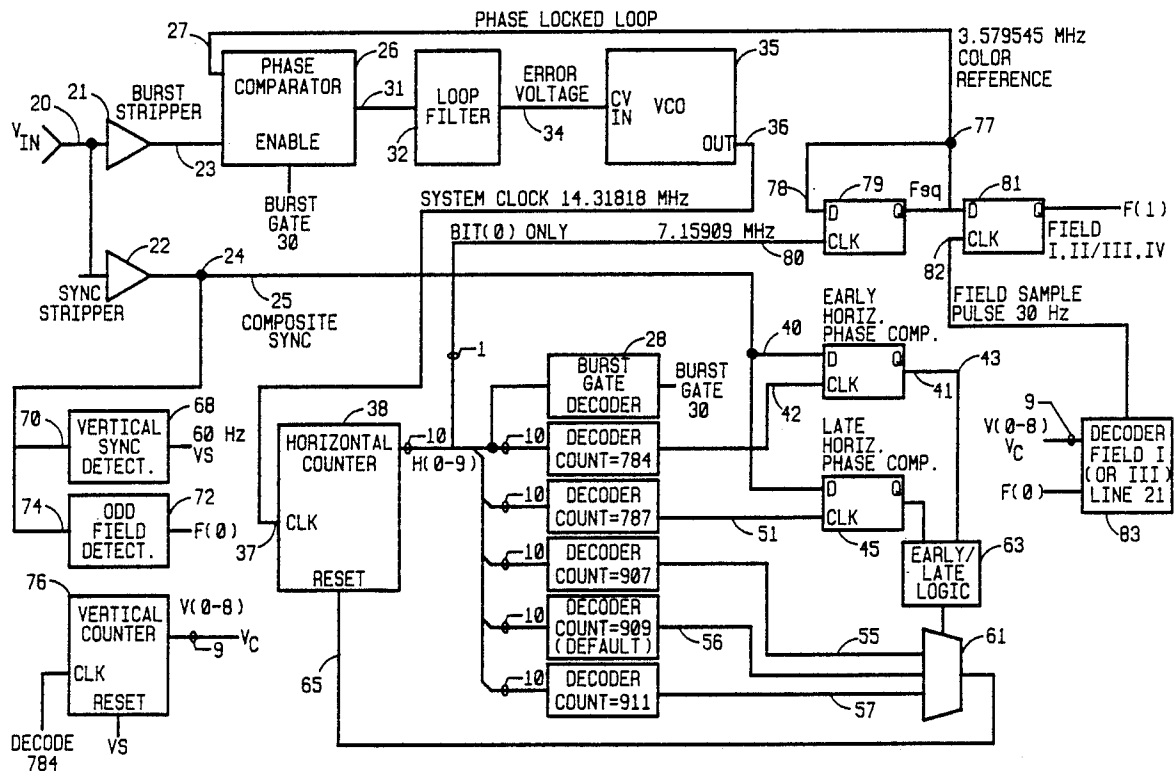 PHASE LOCKED LOOP
27
26
35
3.579545 MHz
COLOR
REFERENCE
20
21
BURST
STRIPPER
PHASE
COMPARATOR
ENABLE
31
LOOP
FILTER
32
ERROR
VOLTAGE
34
CV
IN
VCO
OUT
36
77
VIN
23
BURST
GATE
30
SYSTEM CLOCK 14.31818 MHz
78
79
Fsq
81
D
Q
CLK
D
Q
CLK
F(1)
FIELD
I,II/III,IV
BIT(0) ONLY
7.15909 MHz
80
82
22
24
SYNC
STRIPPER
25
COMPOSITE
SYNC
FIELD SAMPLE
PULSE 30 Hz
EARLY
HORIZ.
PHASE COMP.
40
D
Q
CLK
41
43
42
1
28
BURST
GATE
DECODER
BURST
GATE
30
68
70
VERTICAL
SYNC
DETECT.
60 Hz
VS
38
HORIZONTAL
COUNTER
10
H(0-9)
CLK
37
RESET
10
DECODER
COUNT=784
LATE
HORIZ.
PHASE COMP.
D
Q
CLK
45
9
V(0-8)
VC
DECODER
FIELD I
(OR III)
LINE 21
F(0)
83
72
74
ODD
FIELD
DETECT.
F(0)
10
DECODER
COUNT=787
51
63
EARLY/
LATE
LOGIC
10
DECODER
COUNT=907
55
76
VERTICAL
COUNTER
V(0-8)
9
VC
CLK
RESET
10
DECODER
COUNT=909
(DEFAULT)
56
61
65
10
DECODER
COUNT=911
57
DECODE
784
VS